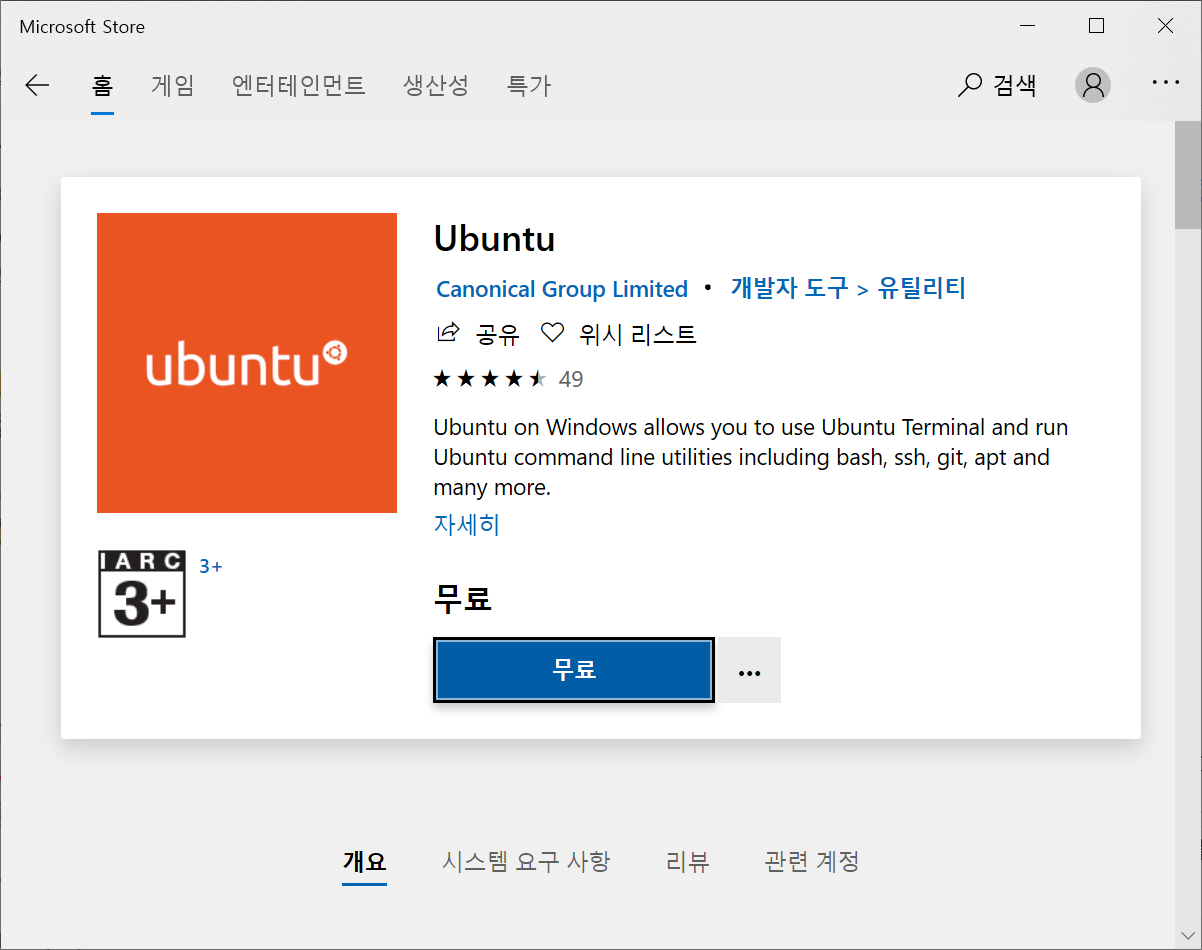 Microsoft Store
홈 게임 엔터테인먼트 생산성 특가 검색
ubuntu
Ubuntu
Canonical Group Limited • 개발자 도구 > 유틸리티
공유 위시 리스트
49
Ubuntu on Windows allows you to use Ubuntu Terminal and run
Ubuntu command line utilities including bash, ssh, git, apt and
many more.
자세히
IARC
3+
3+
무료
무료
개요 시스템 요구 사항 리뷰 관련 계정